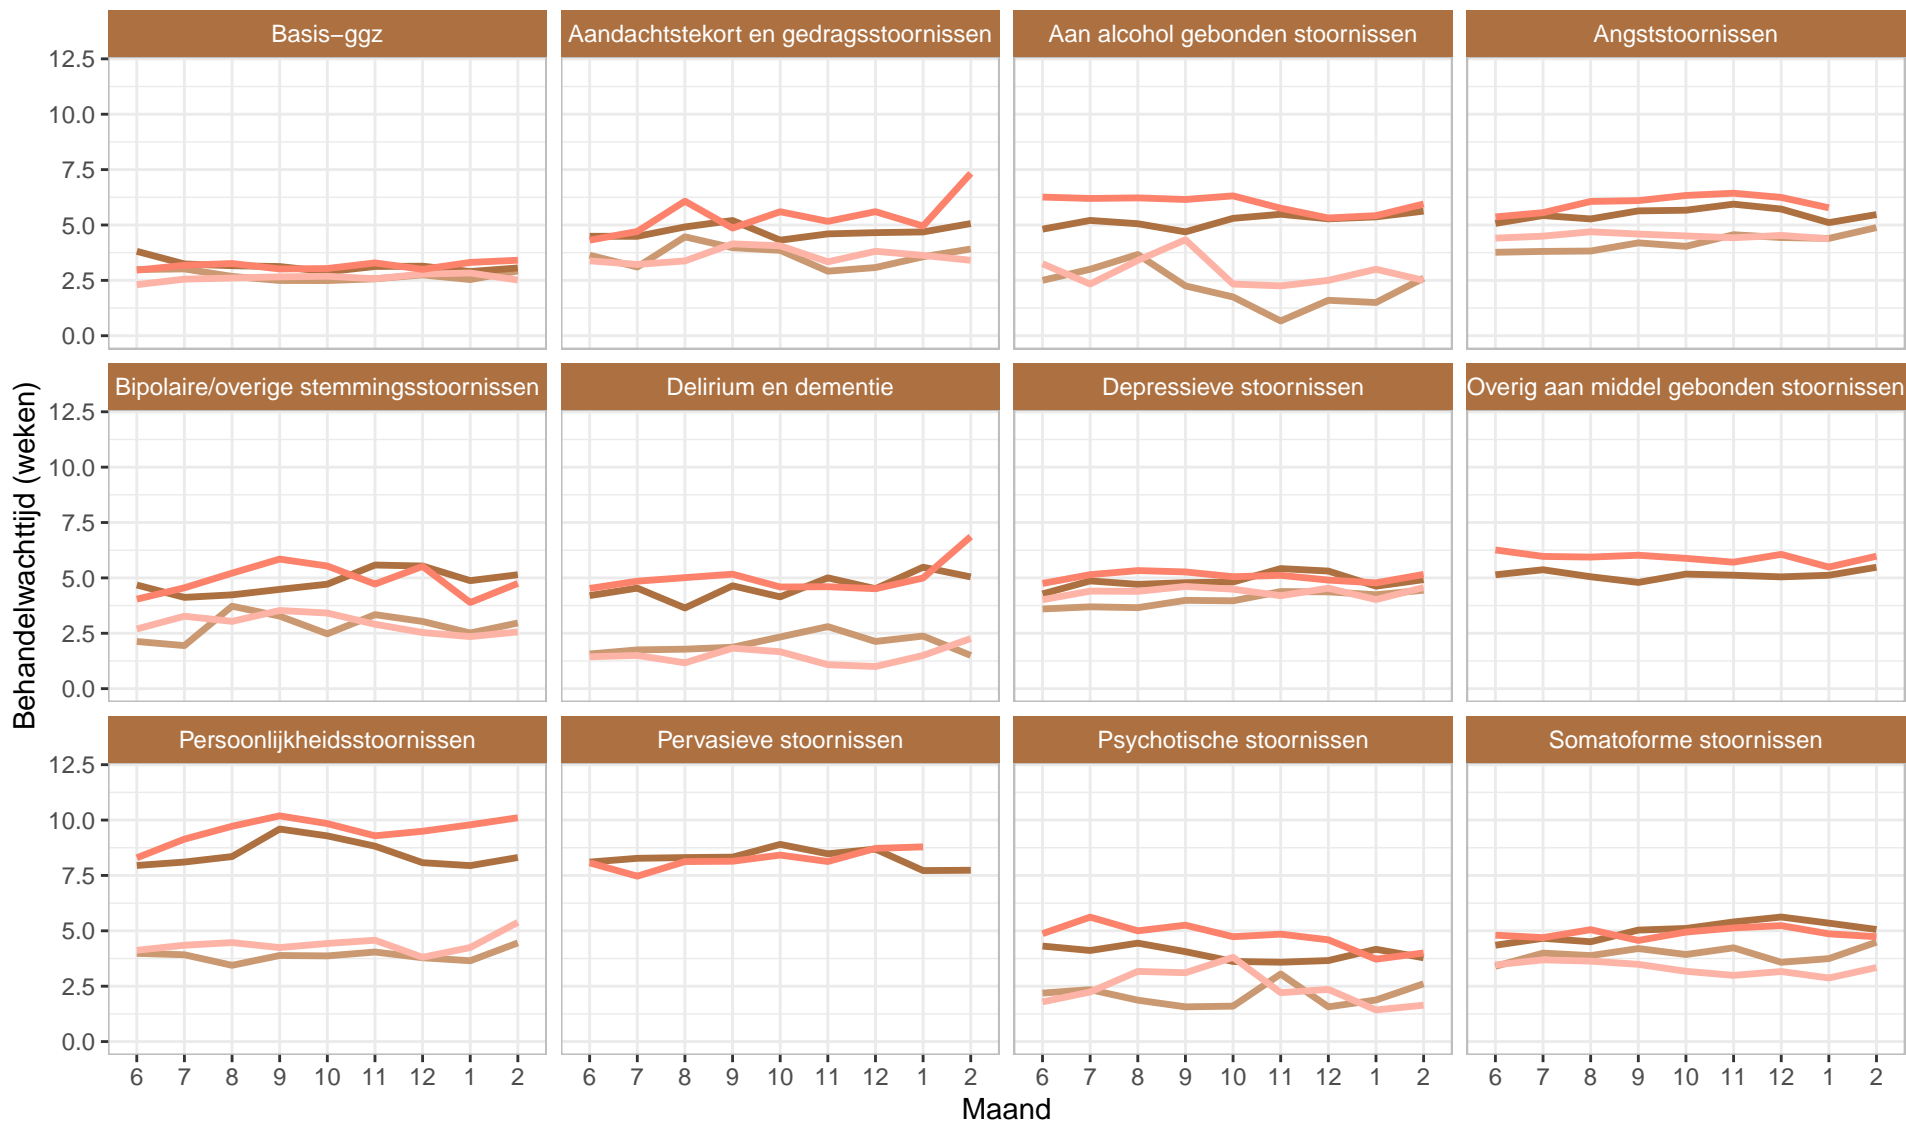 Basis−ggz
Aandachtstekort en gedragsstoornissen
Aan alcohol gebonden stoornissen
Angststoornissen
12.5
10.0
7.5
5.0
2.5
0.0
Bipolaire/overige stemmingsstoornissen
Delirium en dementie
Depressieve stoornissen
Overig aan middel gebonden stoornissen
12.5
10.0
7.5
5.0
2.5
0.0
Behandelwachttijd (weken)
Persoonlijkheidsstoornissen
Pervasieve stoornissen
Psychotische stoornissen
Somatoforme stoornissen
12.5
10.0
7.5
5.0
2.5
0.0
6 7 8 9 10 11 12 1 2
6 7 8 9 10 11 12 1 2
6 7 8 9 10 11 12 1 2
6 7 8 9 10 11 12 1 2
Maand